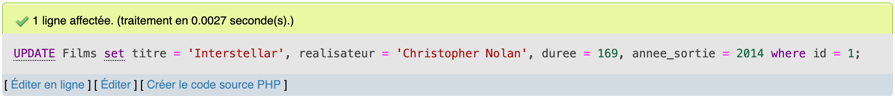 1 ligne affectée. (traitement en 0.0027 seconde(s).)
UPDATE Films set titre = 'Interstellar', realisateur = 'Christopher Nolan', duree = 169, annee_sortie = 2014 where id = 1;
[ Éditer en ligne ] [ Éditer ] [ Créer le code source PHP ]